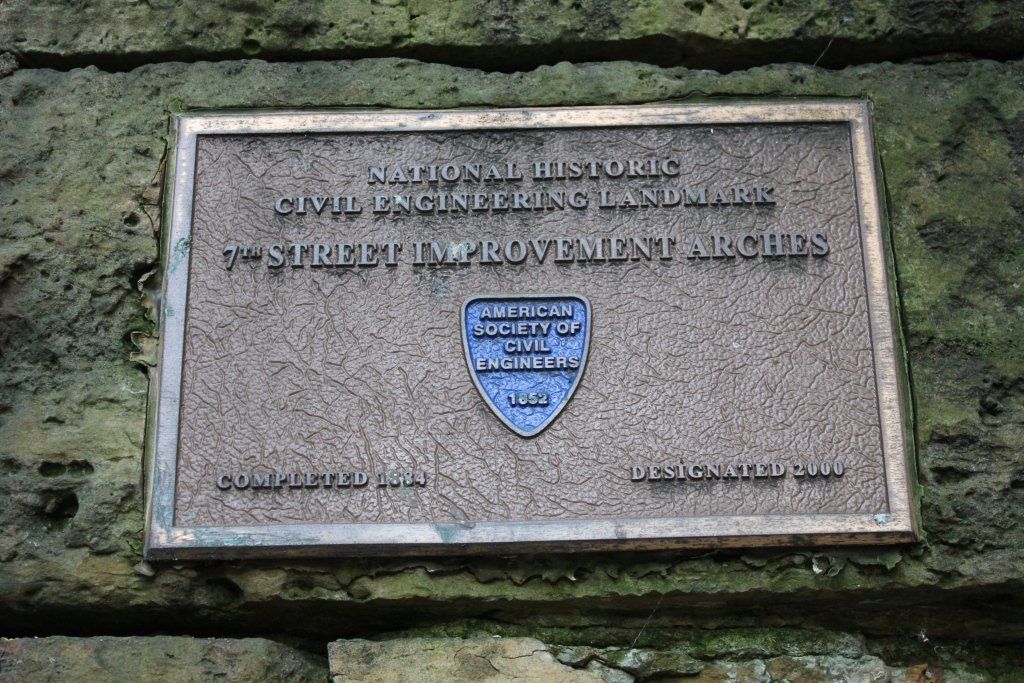 NATIONAL HISTORIC
CIVIL ENGINEERING LANDMARK
7TH STREET IMPROVEMENT ARCHES
AMERICAN
SOCIETY OF
CIVIL
ENGINEERS
1852
COMPLETED 1884
DESIGNATED 2000